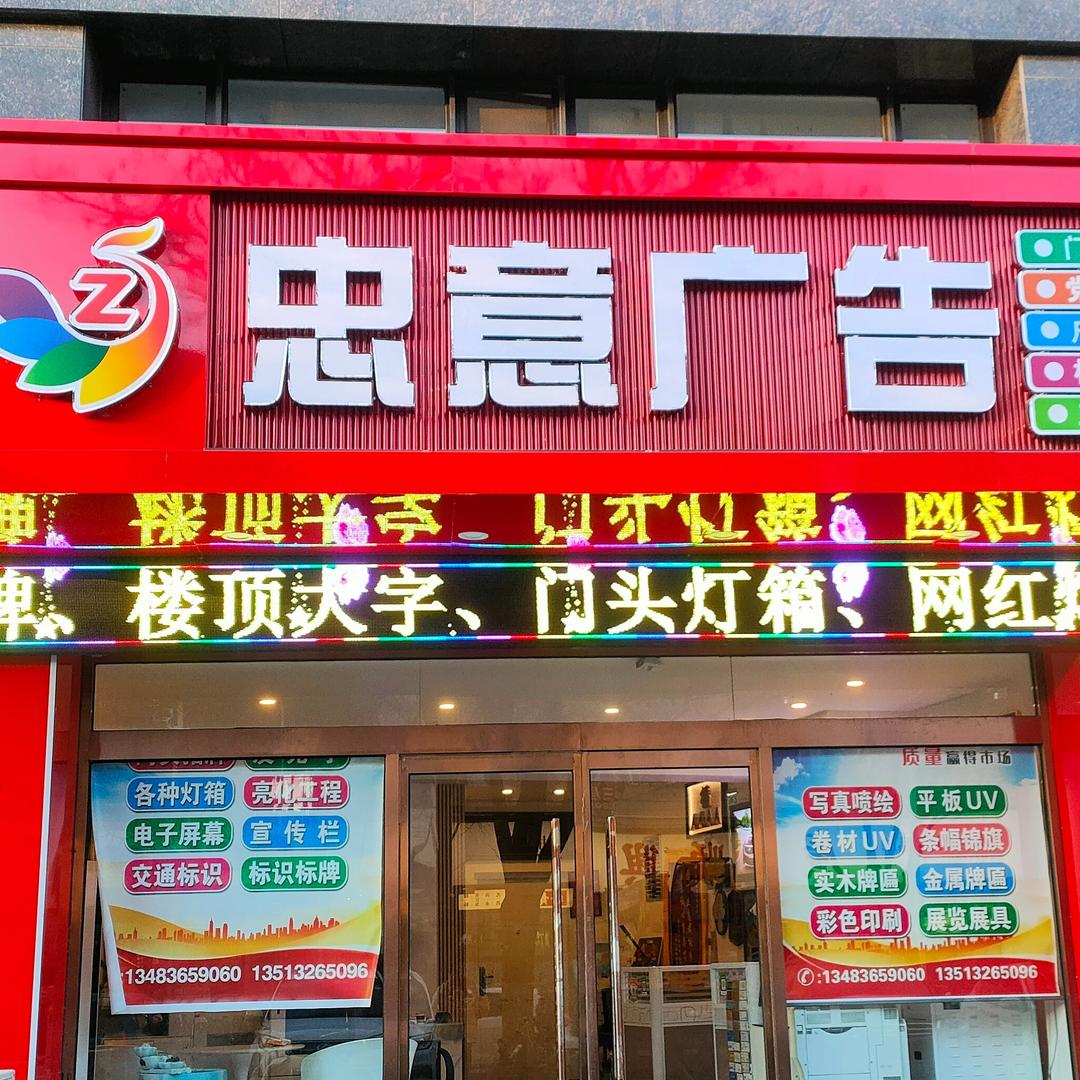 Z
忠意广告
牌、楼顶大字、门头灯箱、网红灯
各种灯箱 亮化工程
电子屏幕 宣传栏
交通标识 标识标牌
13483659060 13513265096
质量赢得市场
写真喷绘 平板UV
卷材UV 条幅锦旗
实木牌匾 金属牌匾
彩色印刷 展览展具
:13483659060 13513265096